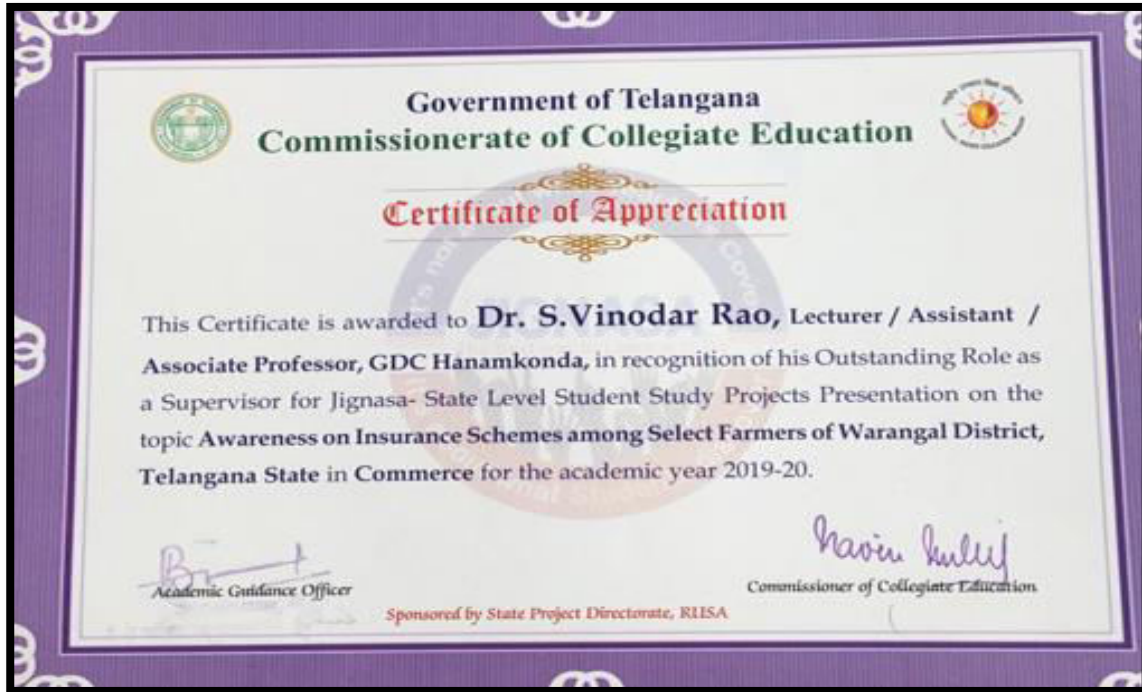 Government of Telangana
Commissionerate of Collegiate Education
Certificate of Appreciation
This Certificate is awarded to Dr. S.Vinodar Rao, Lecturer / Assistant /
Associate Professor, GDC Hanamkonda, in recognition of his Outstanding Role as
a Supervisor for Jignasa- State Level Student Study Projects Presentation on the
topic Awareness on Insurance Schemes among Select Farmers of Warangal District,
Telangana State in Commerce for the academic year 2019-20.
Academic Guidance Officer
Commissioner of Collegiate Education
Sponsored by State Project Directorate, RUSA